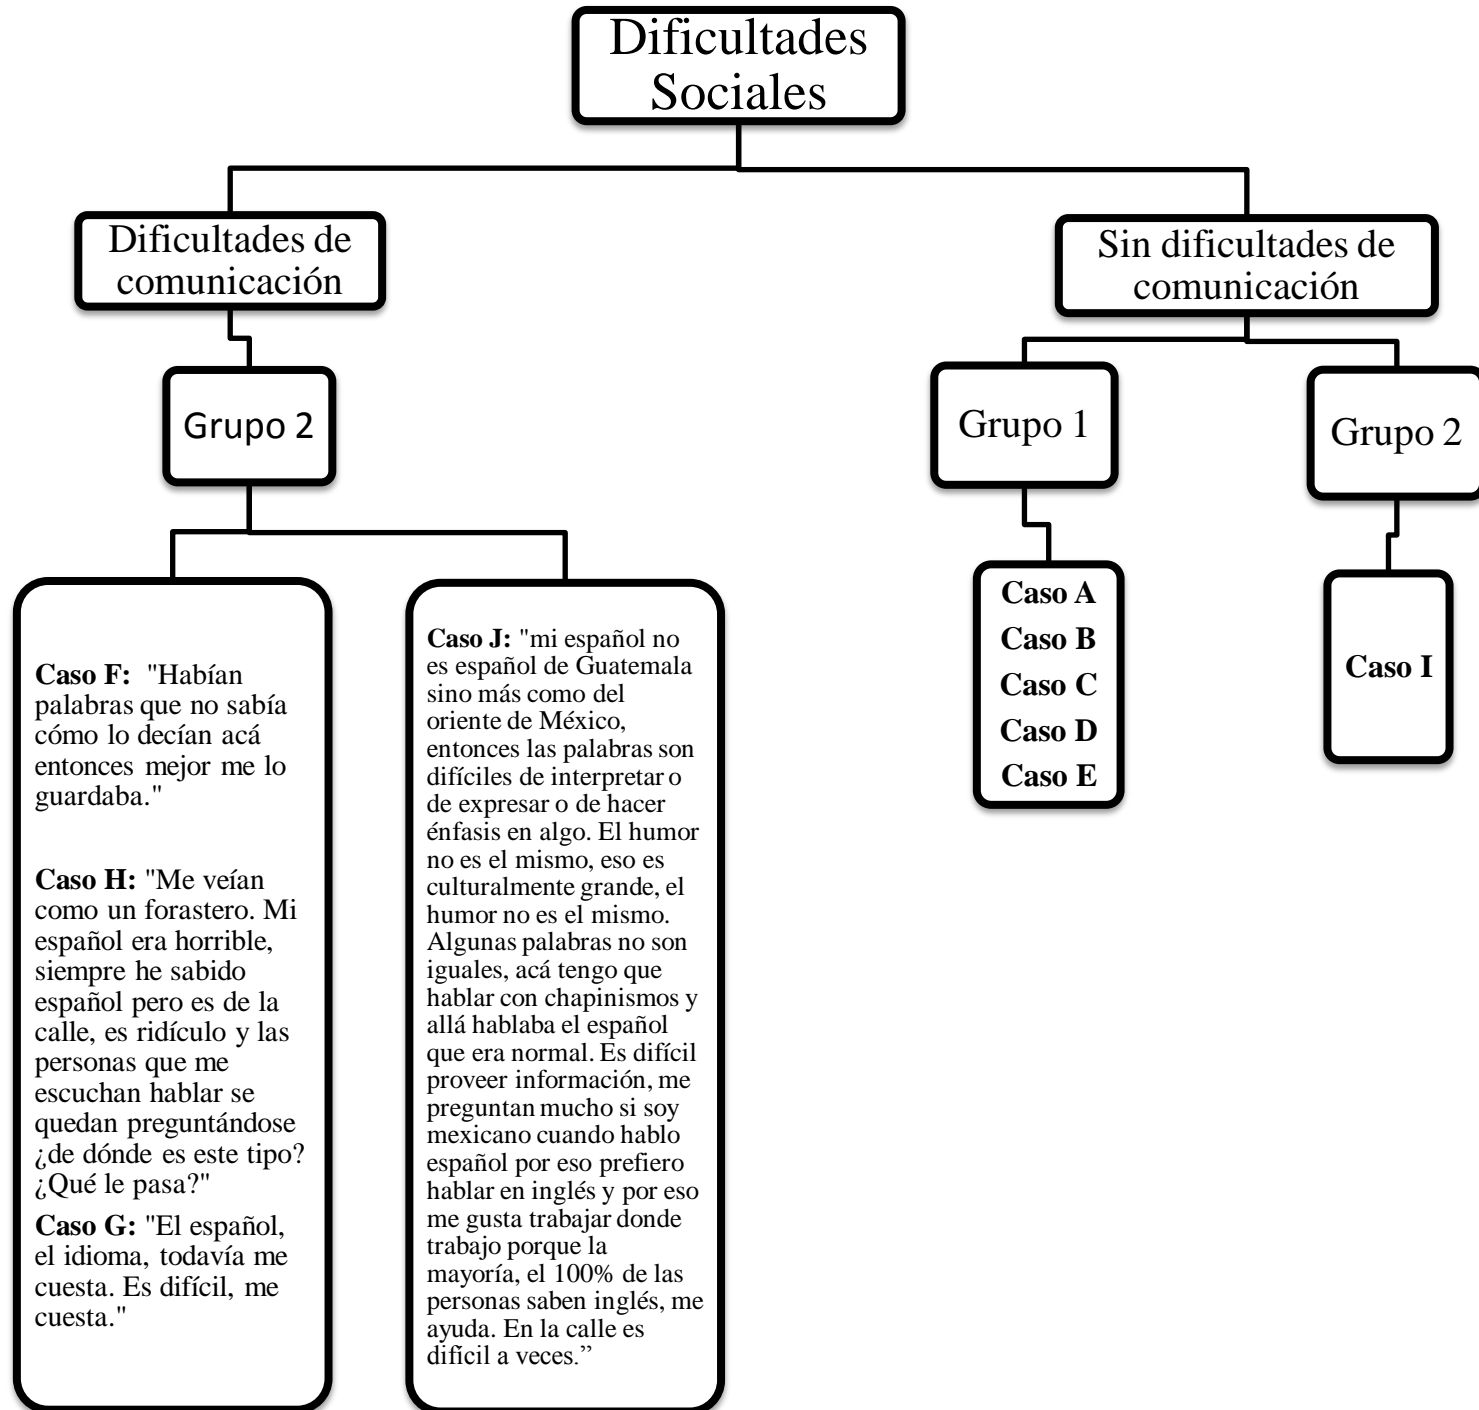 Dificultades
Sociales
Dificultades de
comunicación
Sin dificultades de
comunicación
Grupo 2
Grupo 1
Grupo 2
Caso F:  "Habían
palabras que no sabía
cómo lo decían acá
entonces mejor me lo
guardaba."
Caso H: "Me veían
como un forastero. Mi
español era horrible,
siempre he sabido
español pero es de la
calle, es ridículo y las
personas que me
escuchan hablar se
quedan preguntándose
¿de dónde es este tipo?
¿Qué le pasa?"
Caso G: "El español,
el idioma, todavía me
cuesta. Es difícil, me
cuesta."
Caso J: "mi español no
es español de Guatemala
sino más como del
oriente de México,
entonces las palabras son
difíciles de interpretar o
de expresar o de hacer
énfasis en algo. El humor
no es el mismo, eso es
culturalmente grande, el
humor no es el mismo.
Algunas palabras no son
iguales, acá tengo que
hablar con chapinismos y
allá hablaba el español
que era normal. Es difícil
proveer información, me
preguntan mucho si soy
mexicano cuando hablo
español por eso prefiero
hablar en inglés y por eso
me gusta trabajar donde
trabajo porque la
mayoría, el 100% de las
personas saben inglés, me
ayuda. En la calle es
difícil a veces.”
Caso A
Caso B
Caso C
Caso D
Caso E
Caso I